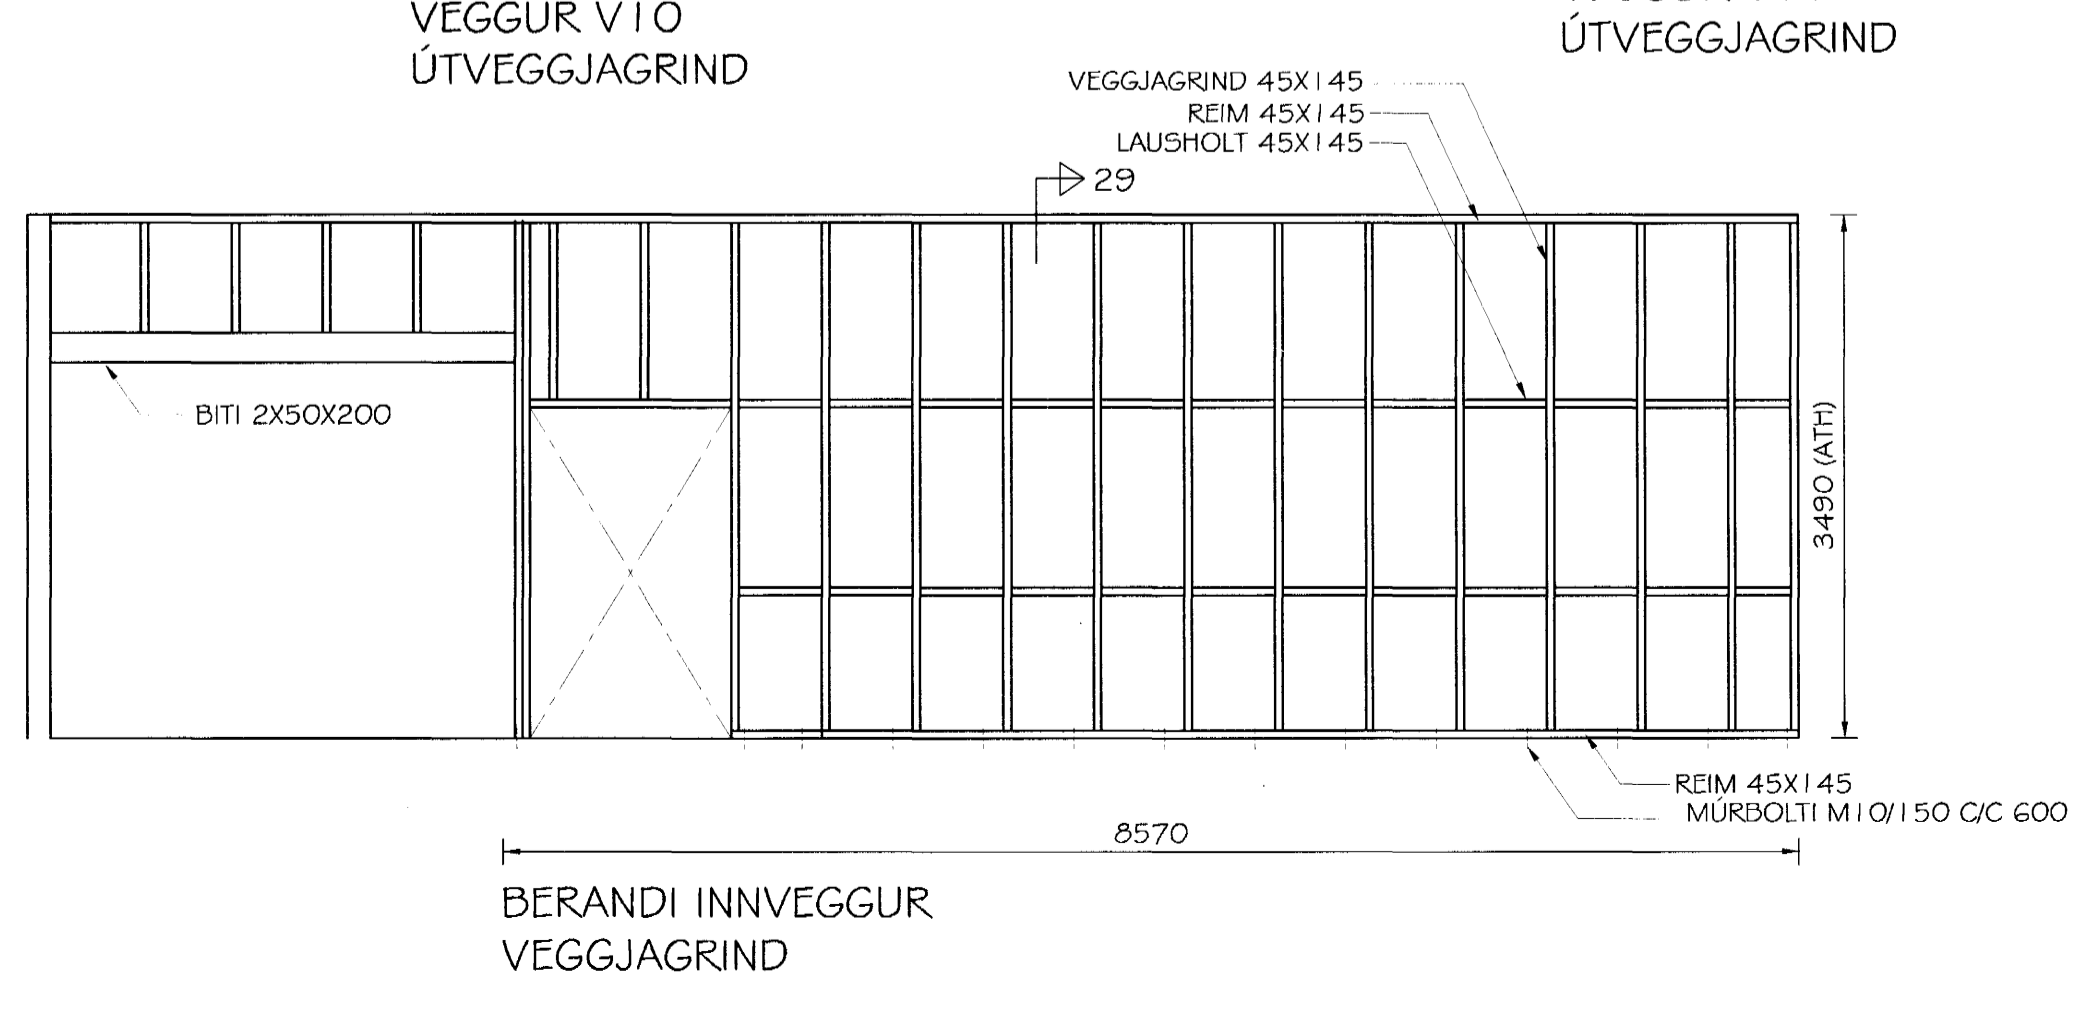 VEGGUR V10
ÚTVEGGJAGRIND
ÚTVEGGJAGRIND
VEGGJAGRIND 45X145
REIM 45X145
LAUSHOLT 45X145
29
BITI 2X50X200
3490 (ATH)
REIM 45X145
MÚRBOLTI M10/150 C/C 600
8570
BERANDI INNVEGGUR
VEGGJAGRIND